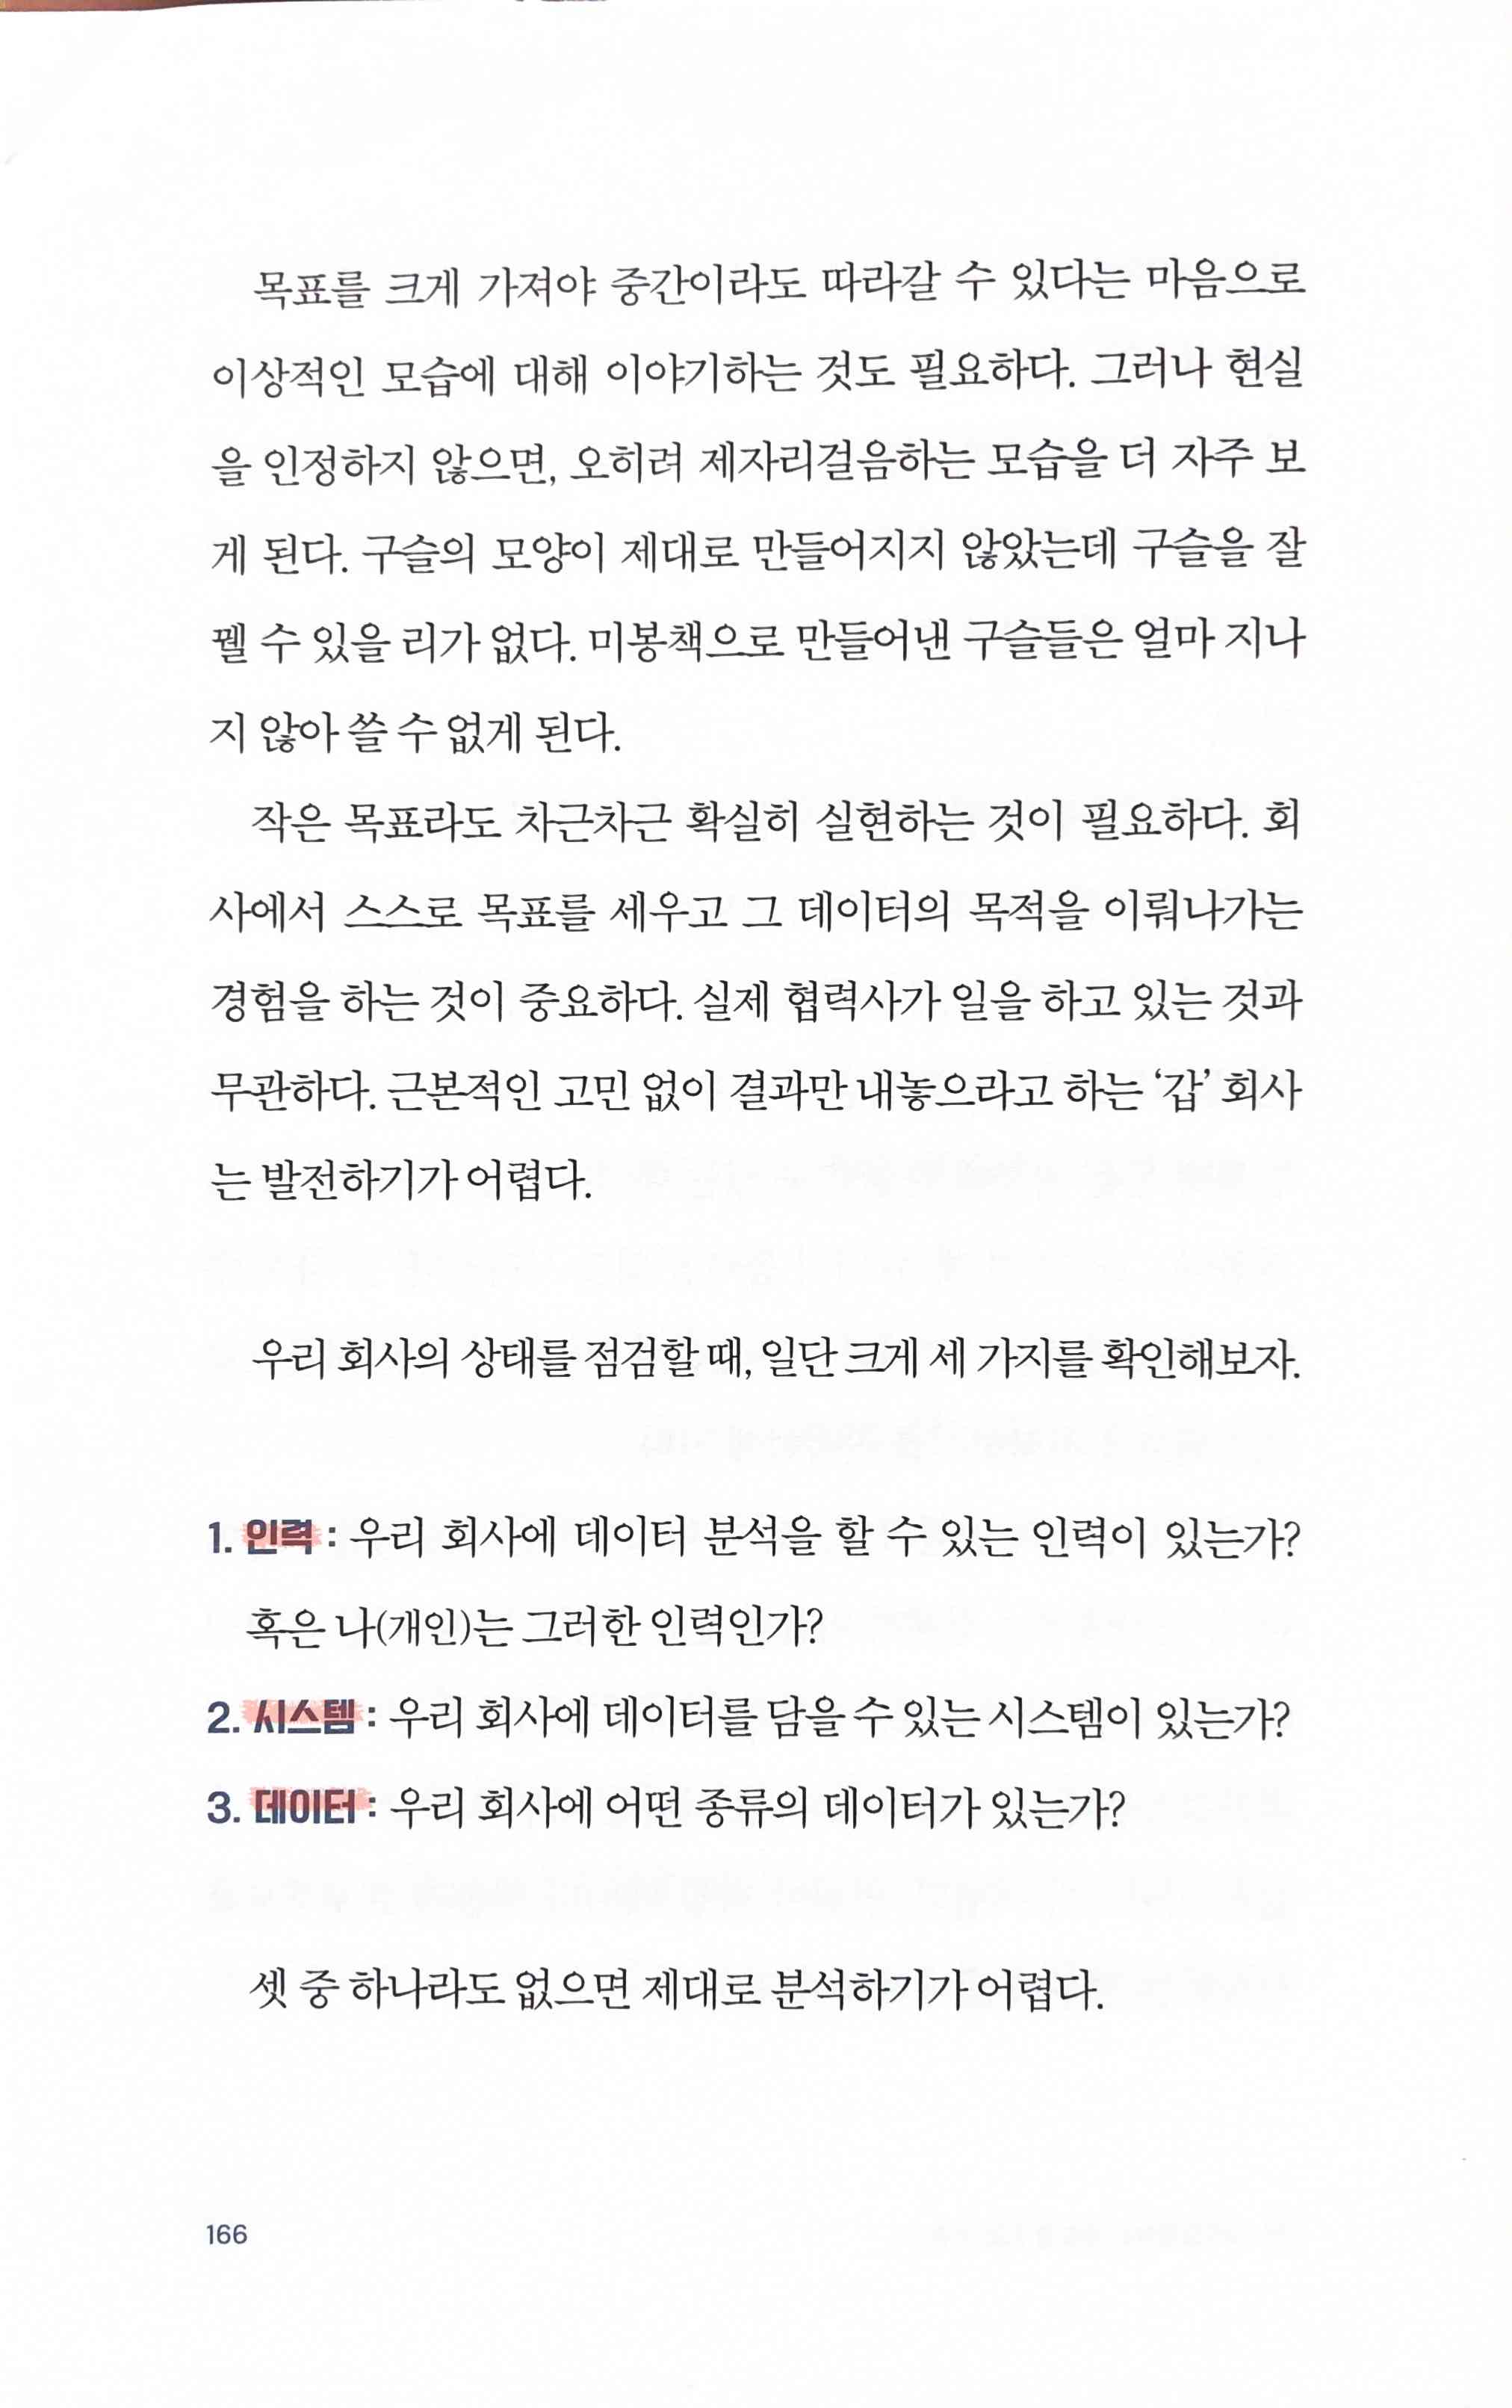 목표를 크게 가져야 중간이라도 따라갈 수 있다는 마음으로
이상적인 모습에 대해 이야기하는 것도 필요하다. 그러나 현실
을 인정하지 않으면, 오히려 제자리걸음하는 모습을 더 자주 보
게 된다. 구슬의 모양이 제대로 만들어지지 않았는데 구슬을 잘
꿸 수 있을 리가 없다. 미봉책으로 만들어낸 구슬들은 얼마 지나
지 않아 쓸 수 없게 된다.
작은 목표라도 차근차근 확실히 실현하는 것이 필요하다. 회
사에서 스스로 목표를 세우고 그 데이터의 목적을 이뤄나가는
경험을 하는 것이 중요하다. 실제 협력사가 일을 하고 있는 것과
무관하다. 근본적인 고민 없이 결과만 내놓으라고 하는 ‘갑’ 회사
는 발전하기가 어렵다.
우리 회사의 상태를 점검할 때, 일단 크게 세 가지를 확인해보자.
1. 인력 : 우리 회사에 데이터 분석을 할 수 있는 인력이 있는가?
혹은 나(개인)는 그러한 인력인가?
2. 시스템 : 우리 회사에 데이터를 담을 수 있는 시스템이 있는가?
3. 데이터 : 우리 회사에 어떤 종류의 데이터가 있는가?
셋 중 하나라도 없으면 제대로 분석하기가 어렵다.
166